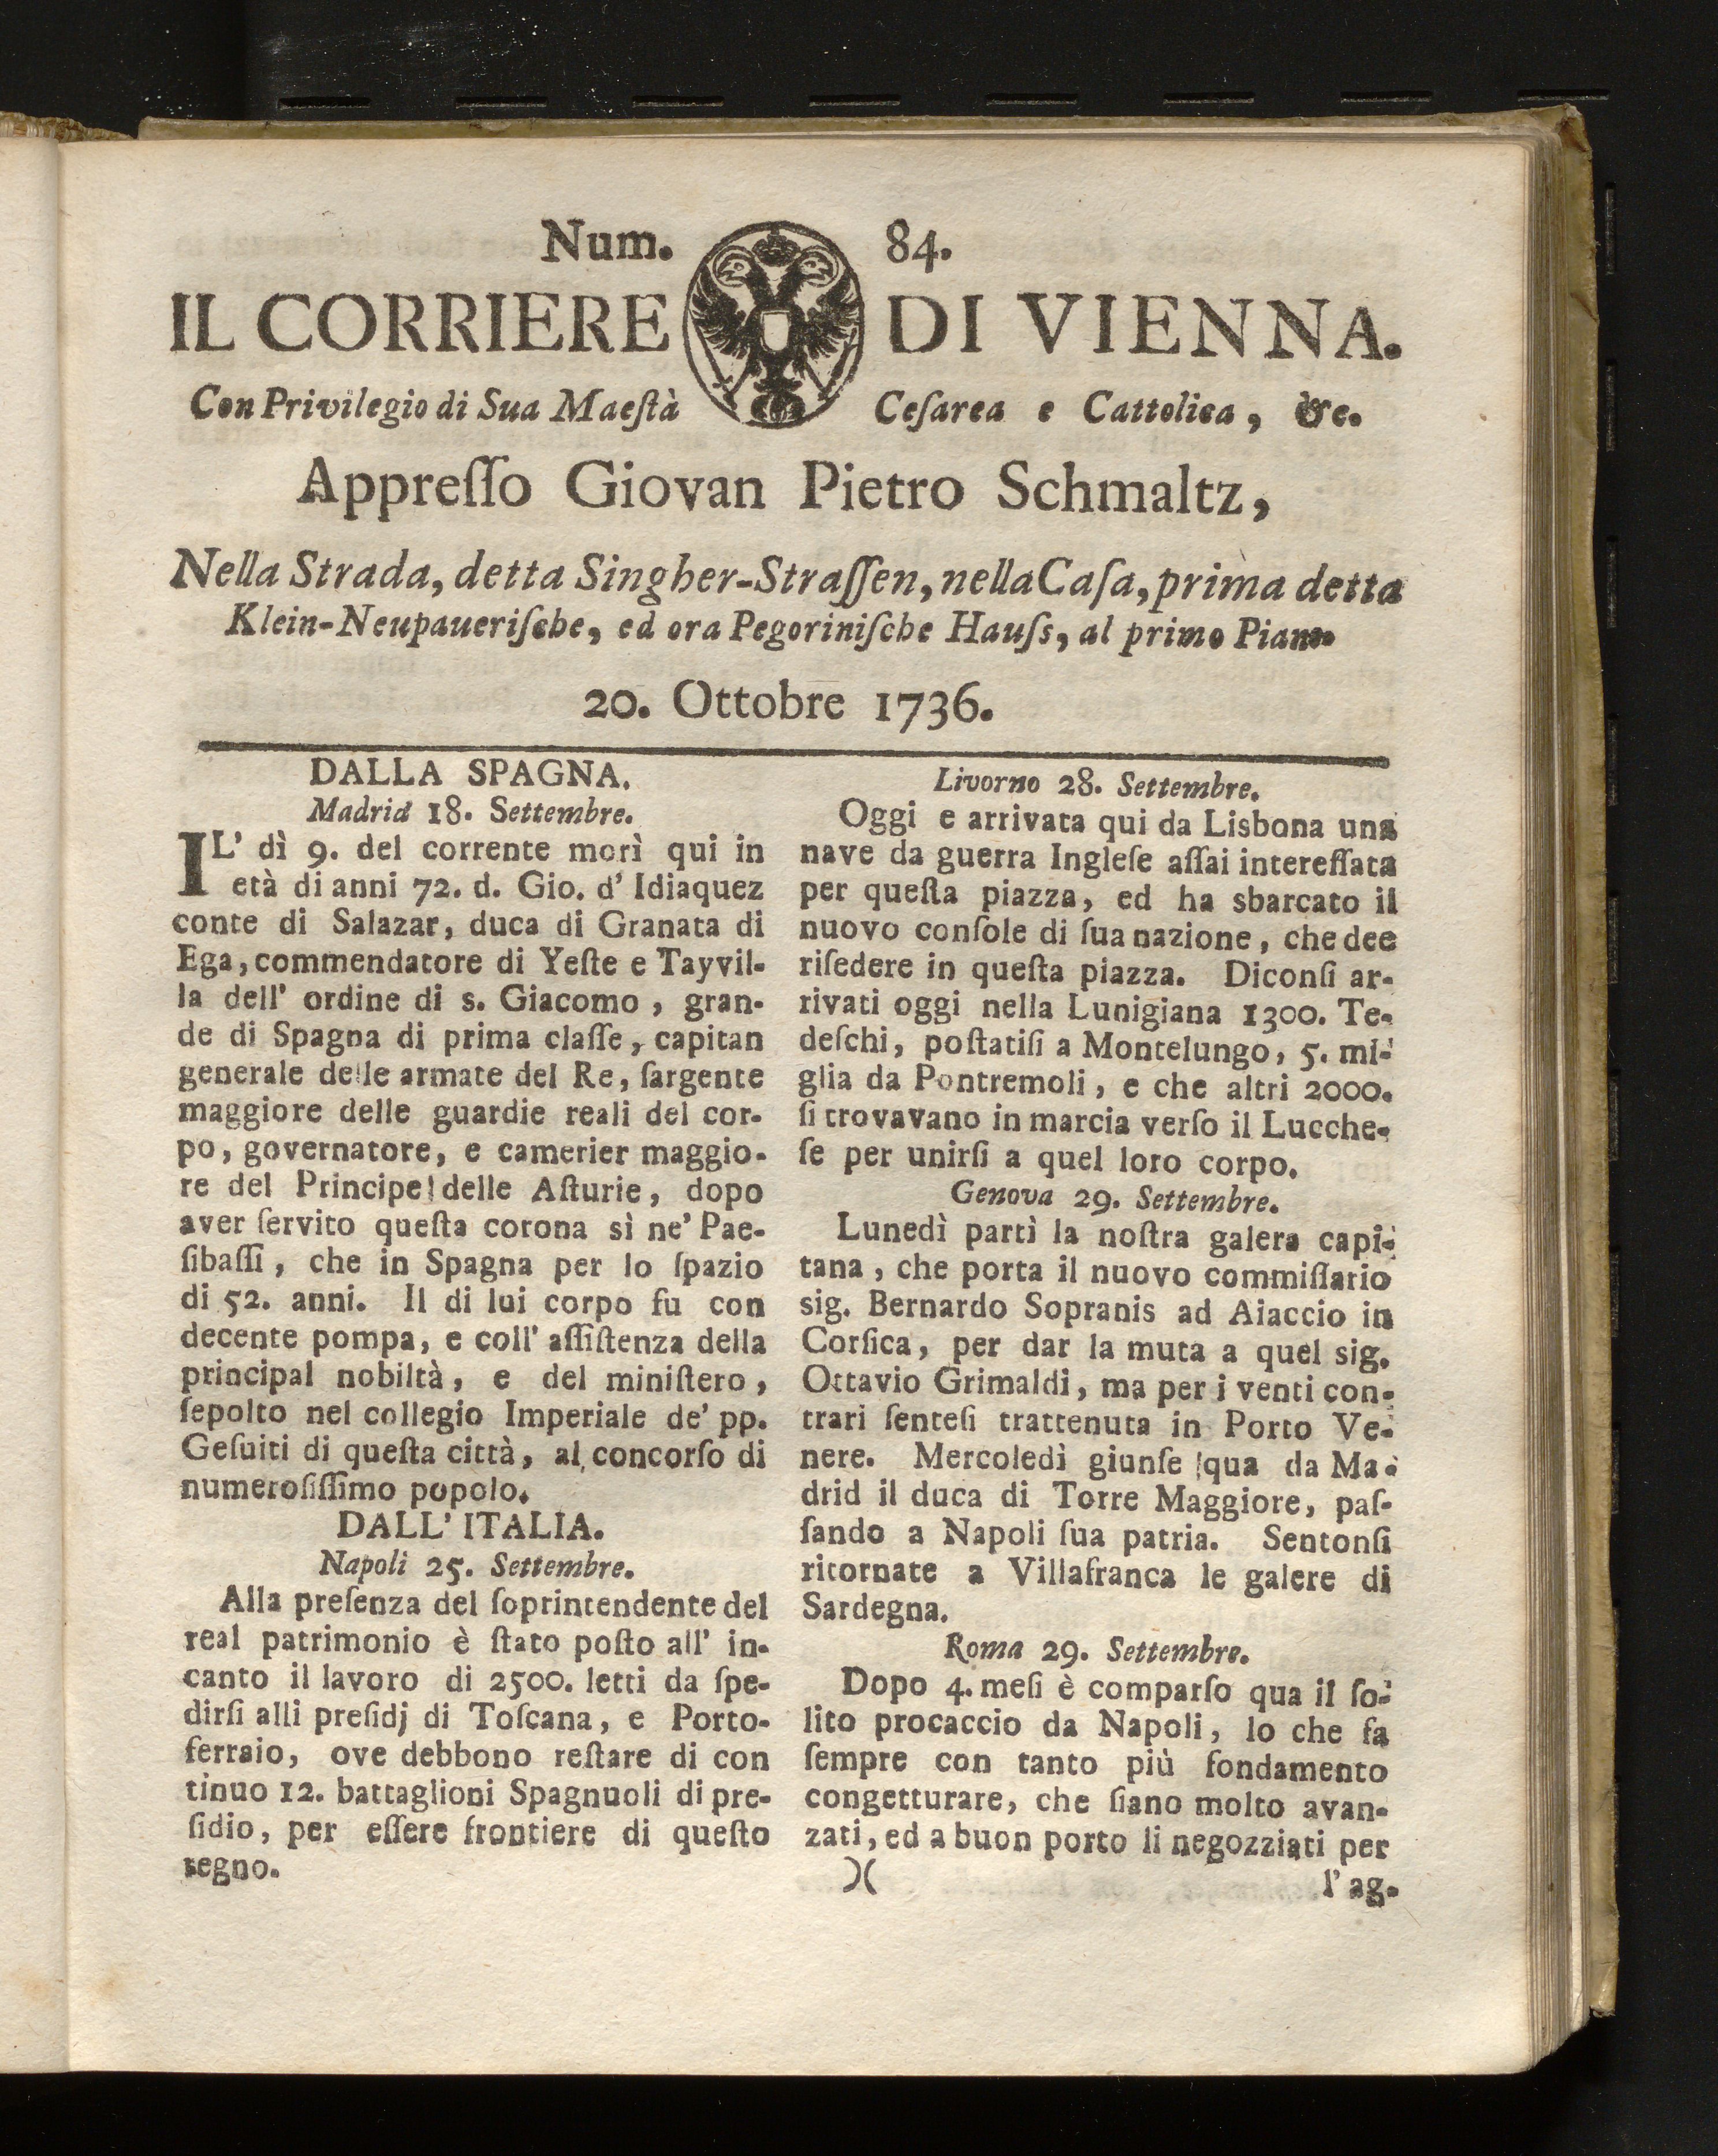 Num. 84.
IL CORRIERE DI VIENNA.
Con Privilegio di Sua Maeſtà Ceſarea e Cattolica, &c.
Appreſſo Giovan Pietro Schmaltz,
Nella Strada, detta Singher-Straſſen, nella Caſa, prima detta
Klein-Neupaueriſche, ed ora Pegoriniſche Hauſs, al primo Piano
20. Ottobre 1736.
DALLA SPAGNA.
Madrid 18. Settembre.
IL' dì 9. del corrente morì qui in
età di anni 72. d. Gio. d' Idiaquez
conte di Salazar, duca di Granata di
Ega, commendatore di Yeſte e Tayvil-
la dell' ordine di s. Giacomo, gran-
de di Spagna di prima claſſe, capitan
generale delle armate del Re, ſargente
maggiore delle guardie reali del cor-
po, governatore, e camerier maggio-
re del Principe delle Aſturie, dopo
aver ſervito queſta corona sì ne' Pae-
ſibaſſi, che in Spagna per lo ſpazio
di 52. anni. Il di lui corpo fu con
decente pompa, e coll' aſſiſtenza della
principal nobiltà, e del miniſtero,
ſepolto nel collegio Imperiale de' pp.
Geſuiti di queſta città, al concorſo di
numeroſiſſimo popolo.
DALL' ITALIA.
Napoli 25. Settembre.
Alla preſenza del ſoprintendente del
real patrimonio è ſtato poſto all' in-
canto il lavoro di 2500. letti da ſpe-
dirſi alli preſidj di Toſcana, e Porto-
ferraio, ove debbono reſtare di con
tinuo 12. battaglioni Spagnuoli di pre-
ſidio, per eſſere frontiere di queſto
regno.
Livorno 28. Settembre.
Oggi e arrivata qui da Lisbona una
nave da guerra Ingleſe aſſai intereſſata
per queſta piazza, ed ha sbarcato il
nuovo conſole di ſua nazione, che dee
riſedere in queſta piazza. Diconſi ar-
rivati oggi nella Lunigiana 1300. Te-
deſchi, poſtatiſi a Montelungo, 5. mi-
glia da Pontremoli, e che altri 2000.
ſi trovavano in marcia verſo il Lucche-
ſe per unirſi a quel loro corpo.
Genova 29. Settembre.
Lunedì partì la noſtra galera capi-
tana, che porta il nuovo commiſſario
sig. Bernardo Sopranis ad Aiaccio in
Corſica, per dar la muta a quel sig.
Ottavio Grimaldi, ma per i venti con-
trari ſenteſi trattenuta in Porto Ve-
nere. Mercoledì giunſe qua da Ma-
drid il duca di Torre Maggiore, paſ-
ſando a Napoli ſua patria. Sentonſi
ritornate a Villafranca le galere di
Sardegna.
Roma 29. Settembre.
Dopo 4. meſi è comparſo qua il ſo-
lito procaccio da Napoli, lo che fa
ſempre con tanto più fondamento
congetturare, che ſiano molto avan-
zati, ed a buon porto li negozziati per
)( l' ag-